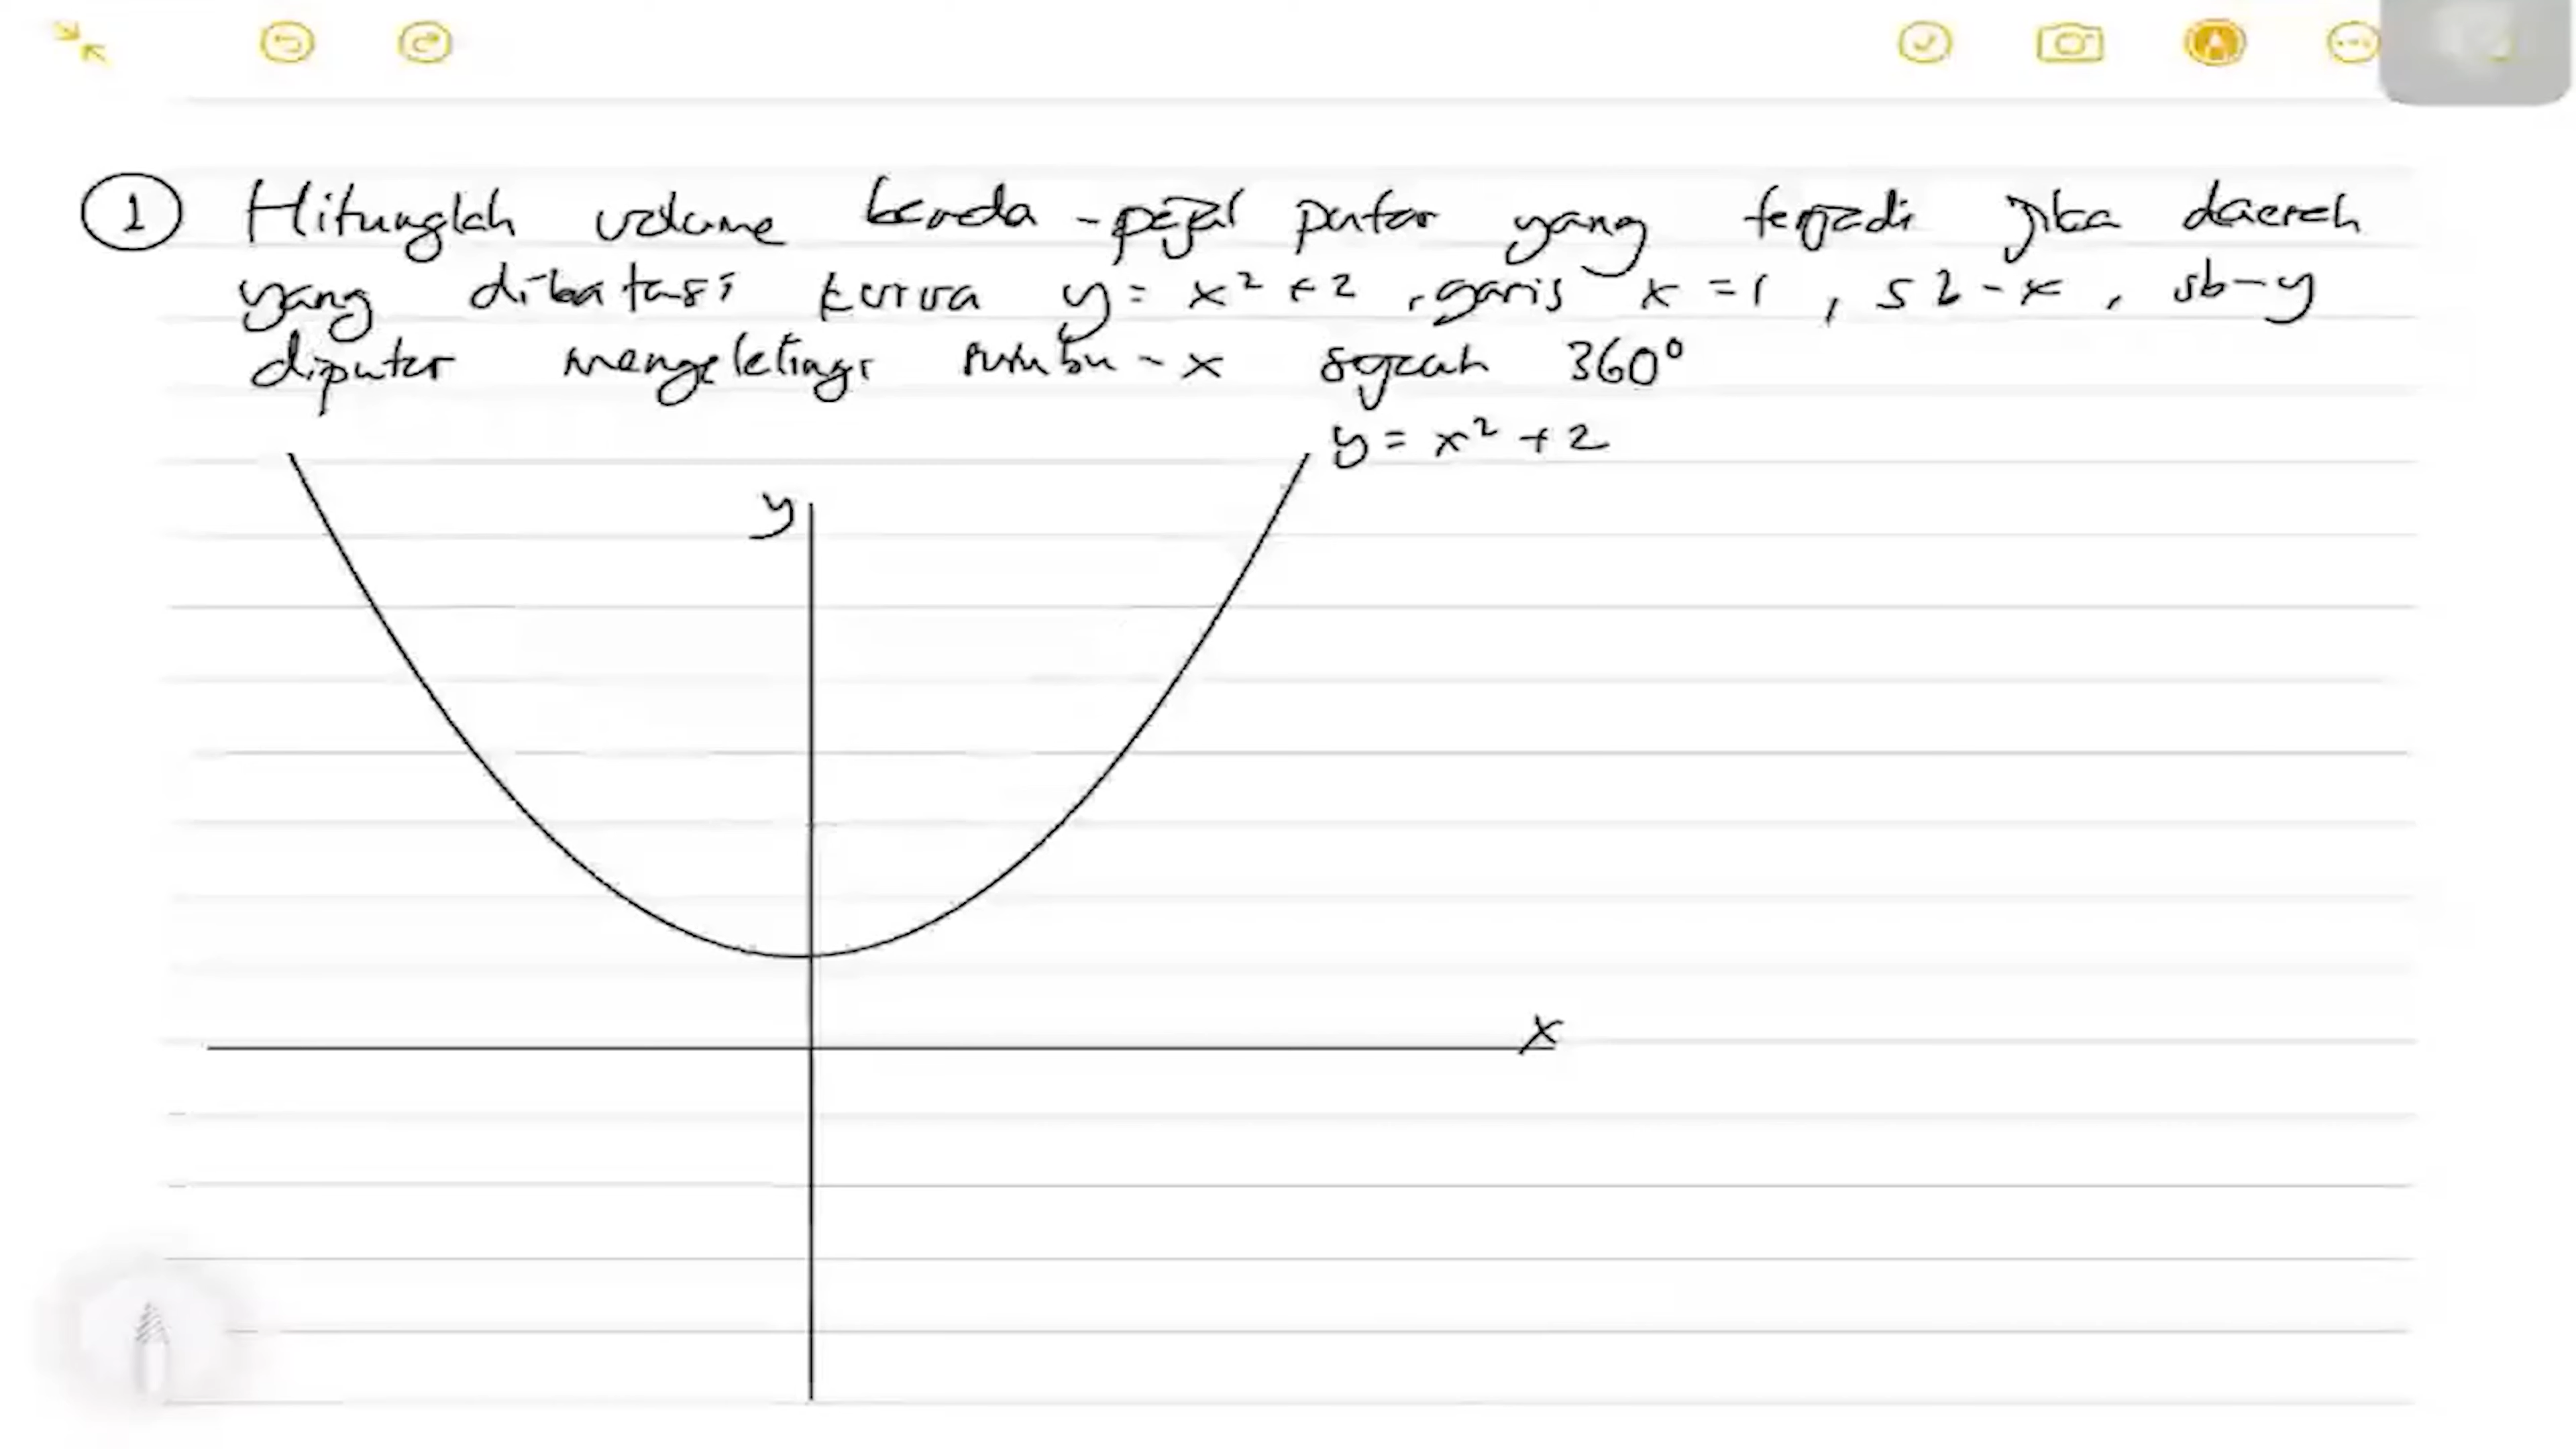 ① Hitunglah volume benda-pejal putar yang terjadi jika daerah
yang dibatasi kurva y = x² + 2, garis x = 1, sb-x, sb-y
diputar mengelilingi sumbu-x sejauh 360°
y = x² + 2
y
x